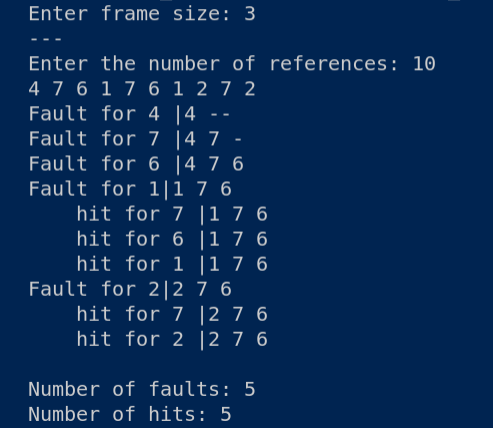 Enter frame size: 3
---
Enter the number of references: 10
4 7 6 1 7 6 1 2 7 2
Fault for 4 |4 --
Fault for 7 |4 7 -
Fault for 6 |4 7 6
Fault for 1|1 7 6
    hit for 7 |1 7 6
    hit for 6 |1 7 6
    hit for 1 |1 7 6
Fault for 2|2 7 6
    hit for 7 |2 7 6
    hit for 2 |2 7 6

Number of faults: 5
Number of hits: 5